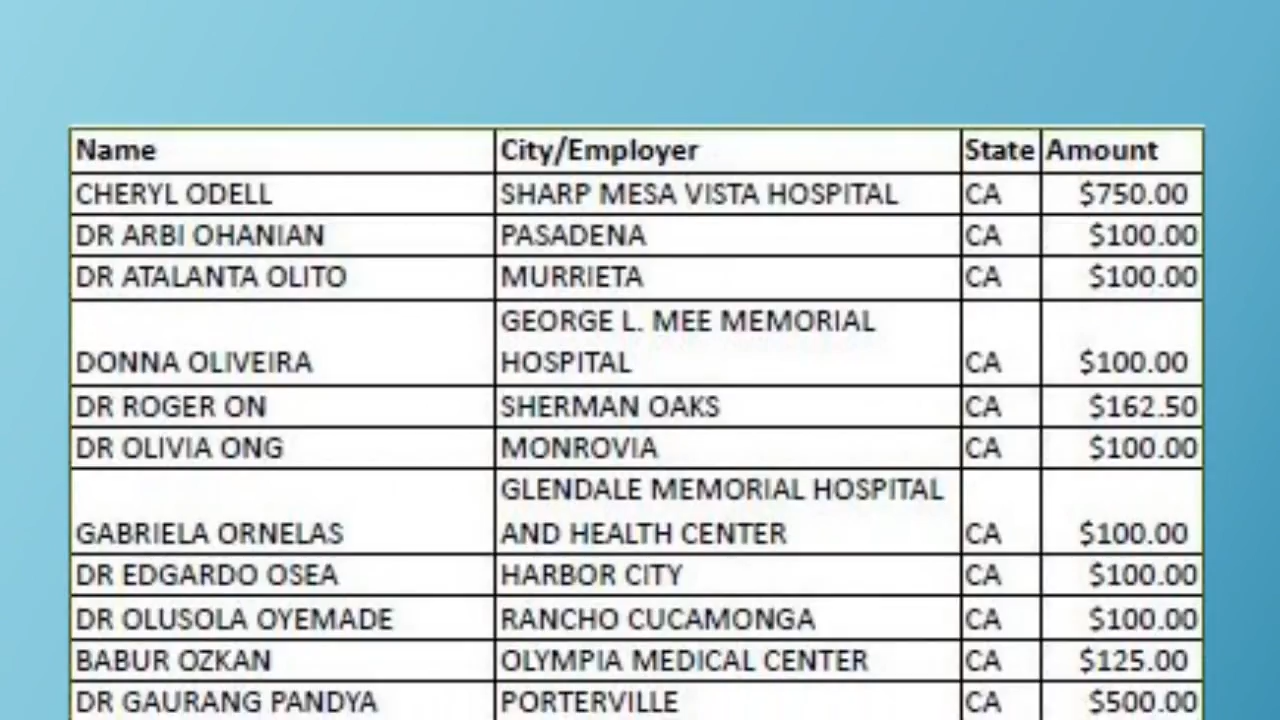 Name City/Employer State Amount
CHERYL ODELL SHARP MESA VISTA HOSPITAL CA $750.00
DR ARBI OHANIAN PASADENA CA $100.00
DR ATALANTA OLITO MURRIETA CA $100.00
GEORGE L. MEE MEMORIAL
DONNA OLIVEIRA HOSPITAL CA $100.00
DR ROGER ON SHERMAN OAKS CA $162.50
DR OLIVIA ONG MONROVIA CA $100.00
GLENDALE MEMORIAL HOSPITAL
GABRIELA ORNELAS AND HEALTH CENTER CA $100.00
DR EDGARDO OSEA HARBOR CITY CA $100.00
DR OLUSOLA OYEMADE RANCHO CUCAMONGA CA $100.00
BABUR OZKAN OLYMPIA MEDICAL CENTER CA $125.00
DR GAURANG PANDYA PORTERVILLE CA $500.00